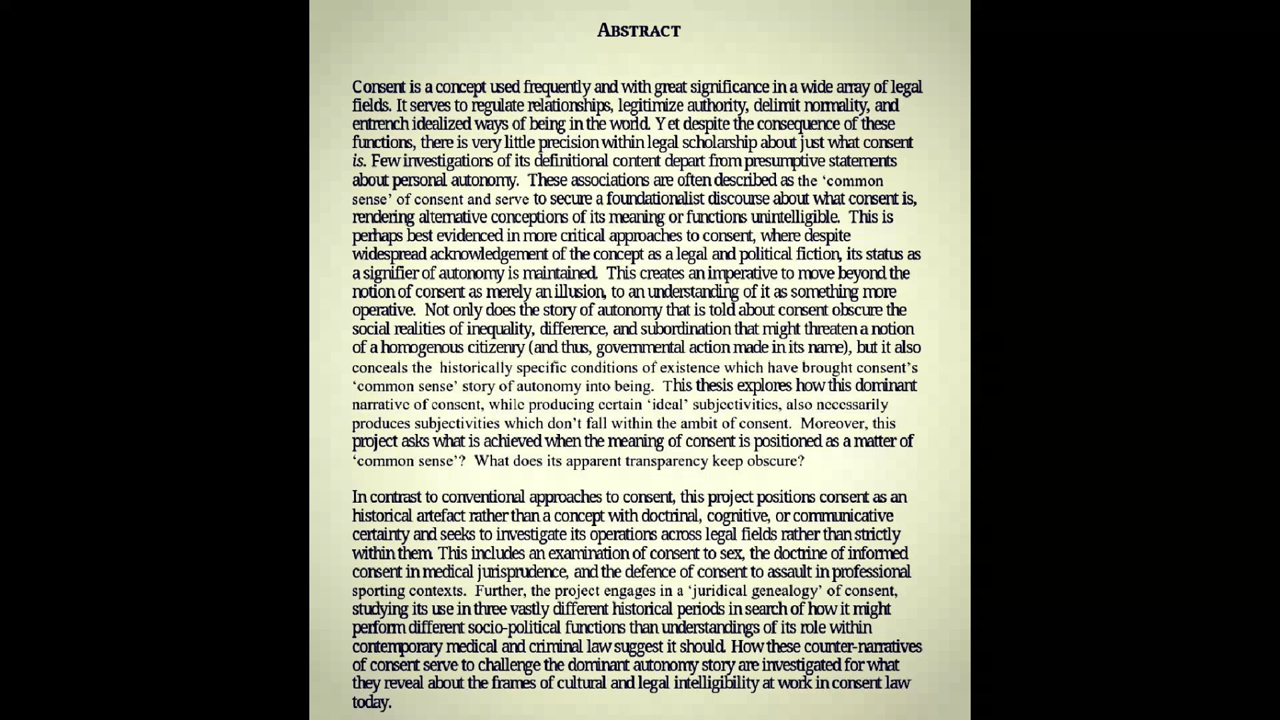 ABSTRACT
Consent is a concept used frequently and with great significance in a wide array of legal
fields. It serves to regulate relationships, legitimize authority, delimit normality, and
entrench idealized ways of being in the world. Yet despite the consequence of these
functions, there is very little precision within legal scholarship about just what consent
is. Few investigations of its definitional content depart from presumptive statements
about personal autonomy. These associations are often described as the ‘common
sense’ of consent and serve to secure a foundationalist discourse about what consent is,
rendering alternative conceptions of its meaning or functions unintelligible. This is
perhaps best evidenced in more critical approaches to consent, where despite
widespread acknowledgement of the concept as a legal and political fiction, its status as
a signifier of autonomy is maintained. This creates an imperative to move beyond the
notion of consent as merely an illusion, to an understanding of it as something more
operative. Not only does the story of autonomy that is told about consent obscure the
social realities of inequality, difference, and subordination that might threaten a notion
of a homogenous citizenry (and thus, governmental action made in its name), but it also
conceals the historically specific conditions of existence which have brought consent’s
‘common sense’ story of autonomy into being. This thesis explores how this dominant
narrative of consent, while producing certain ‘ideal’ subjectivities, also necessarily
produces subjectivities which don’t fall within the ambit of consent. Moreover, this
project asks what is achieved when the meaning of consent is positioned as a matter of
‘common sense’? What does its apparent transparency keep obscure?
In contrast to conventional approaches to consent, this project positions consent as an
historical artefact rather than a concept with doctrinal, cognitive, or communicative
certainty and seeks to investigate its operations across legal fields rather than strictly
within them. This includes an examination of consent to sex, the doctrine of informed
consent in medical jurisprudence, and the defence of consent to assault in professional
sporting contexts. Further, the project engages in a ‘juridical genealogy’ of consent,
studying its use in three vastly different historical periods in search of how it might
perform different socio-political functions than understandings of its role within
contemporary medical and criminal law suggest it should. How these counter-narratives
of consent serve to challenge the dominant autonomy story are investigated for what
they reveal about the frames of cultural and legal intelligibility at work in consent law
today.